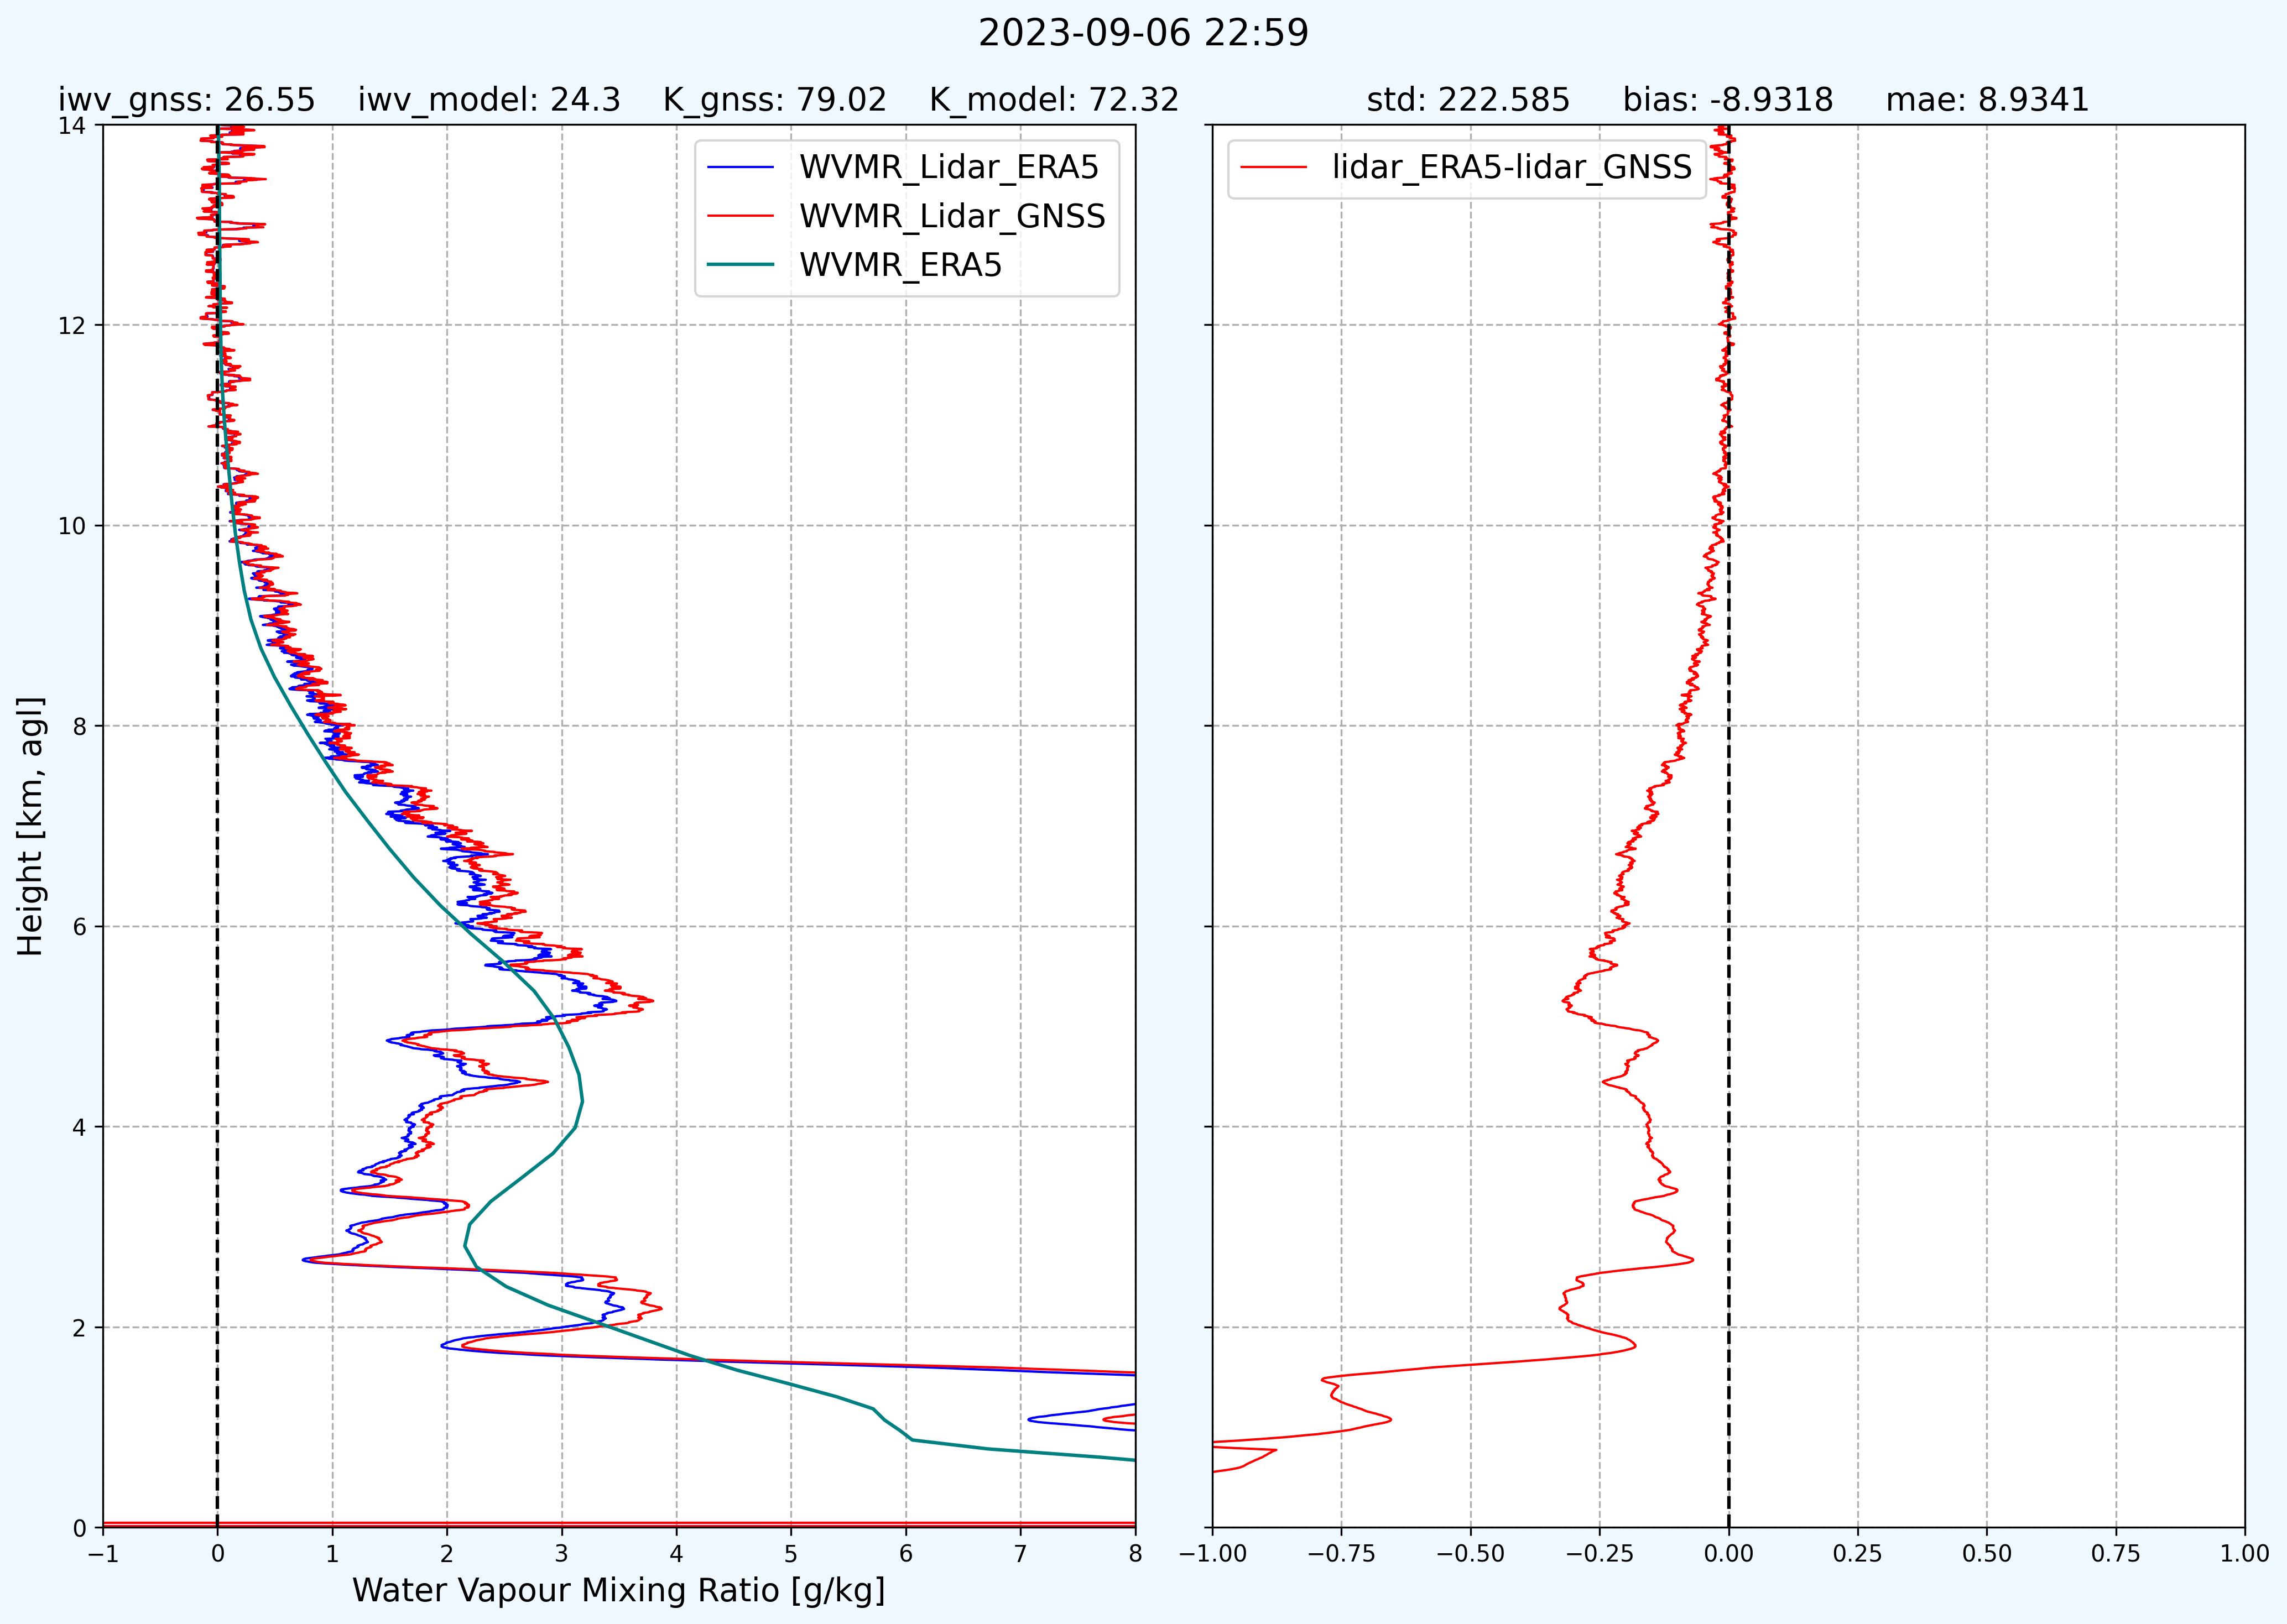 2023-09-06 22:59
iwv_gnss: 26.55    iwv_model: 24.3    K_gnss: 79.02    K_model: 72.32
std: 222.585    bias: -8.9318    mae: 8.9341
WVMR_Lidar_ERA5
WVMR_Lidar_GNSS
WVMR_ERA5
lidar_ERA5-lidar_GNSS
Height [km, agl]
14
12
10
8
6
4
2
0
−1 0 1 2 3 4 5 6 7 8
Water Vapour Mixing Ratio [g/kg]
−1.00 −0.75 −0.50 −0.25 0.00 0.25 0.50 0.75 1.00